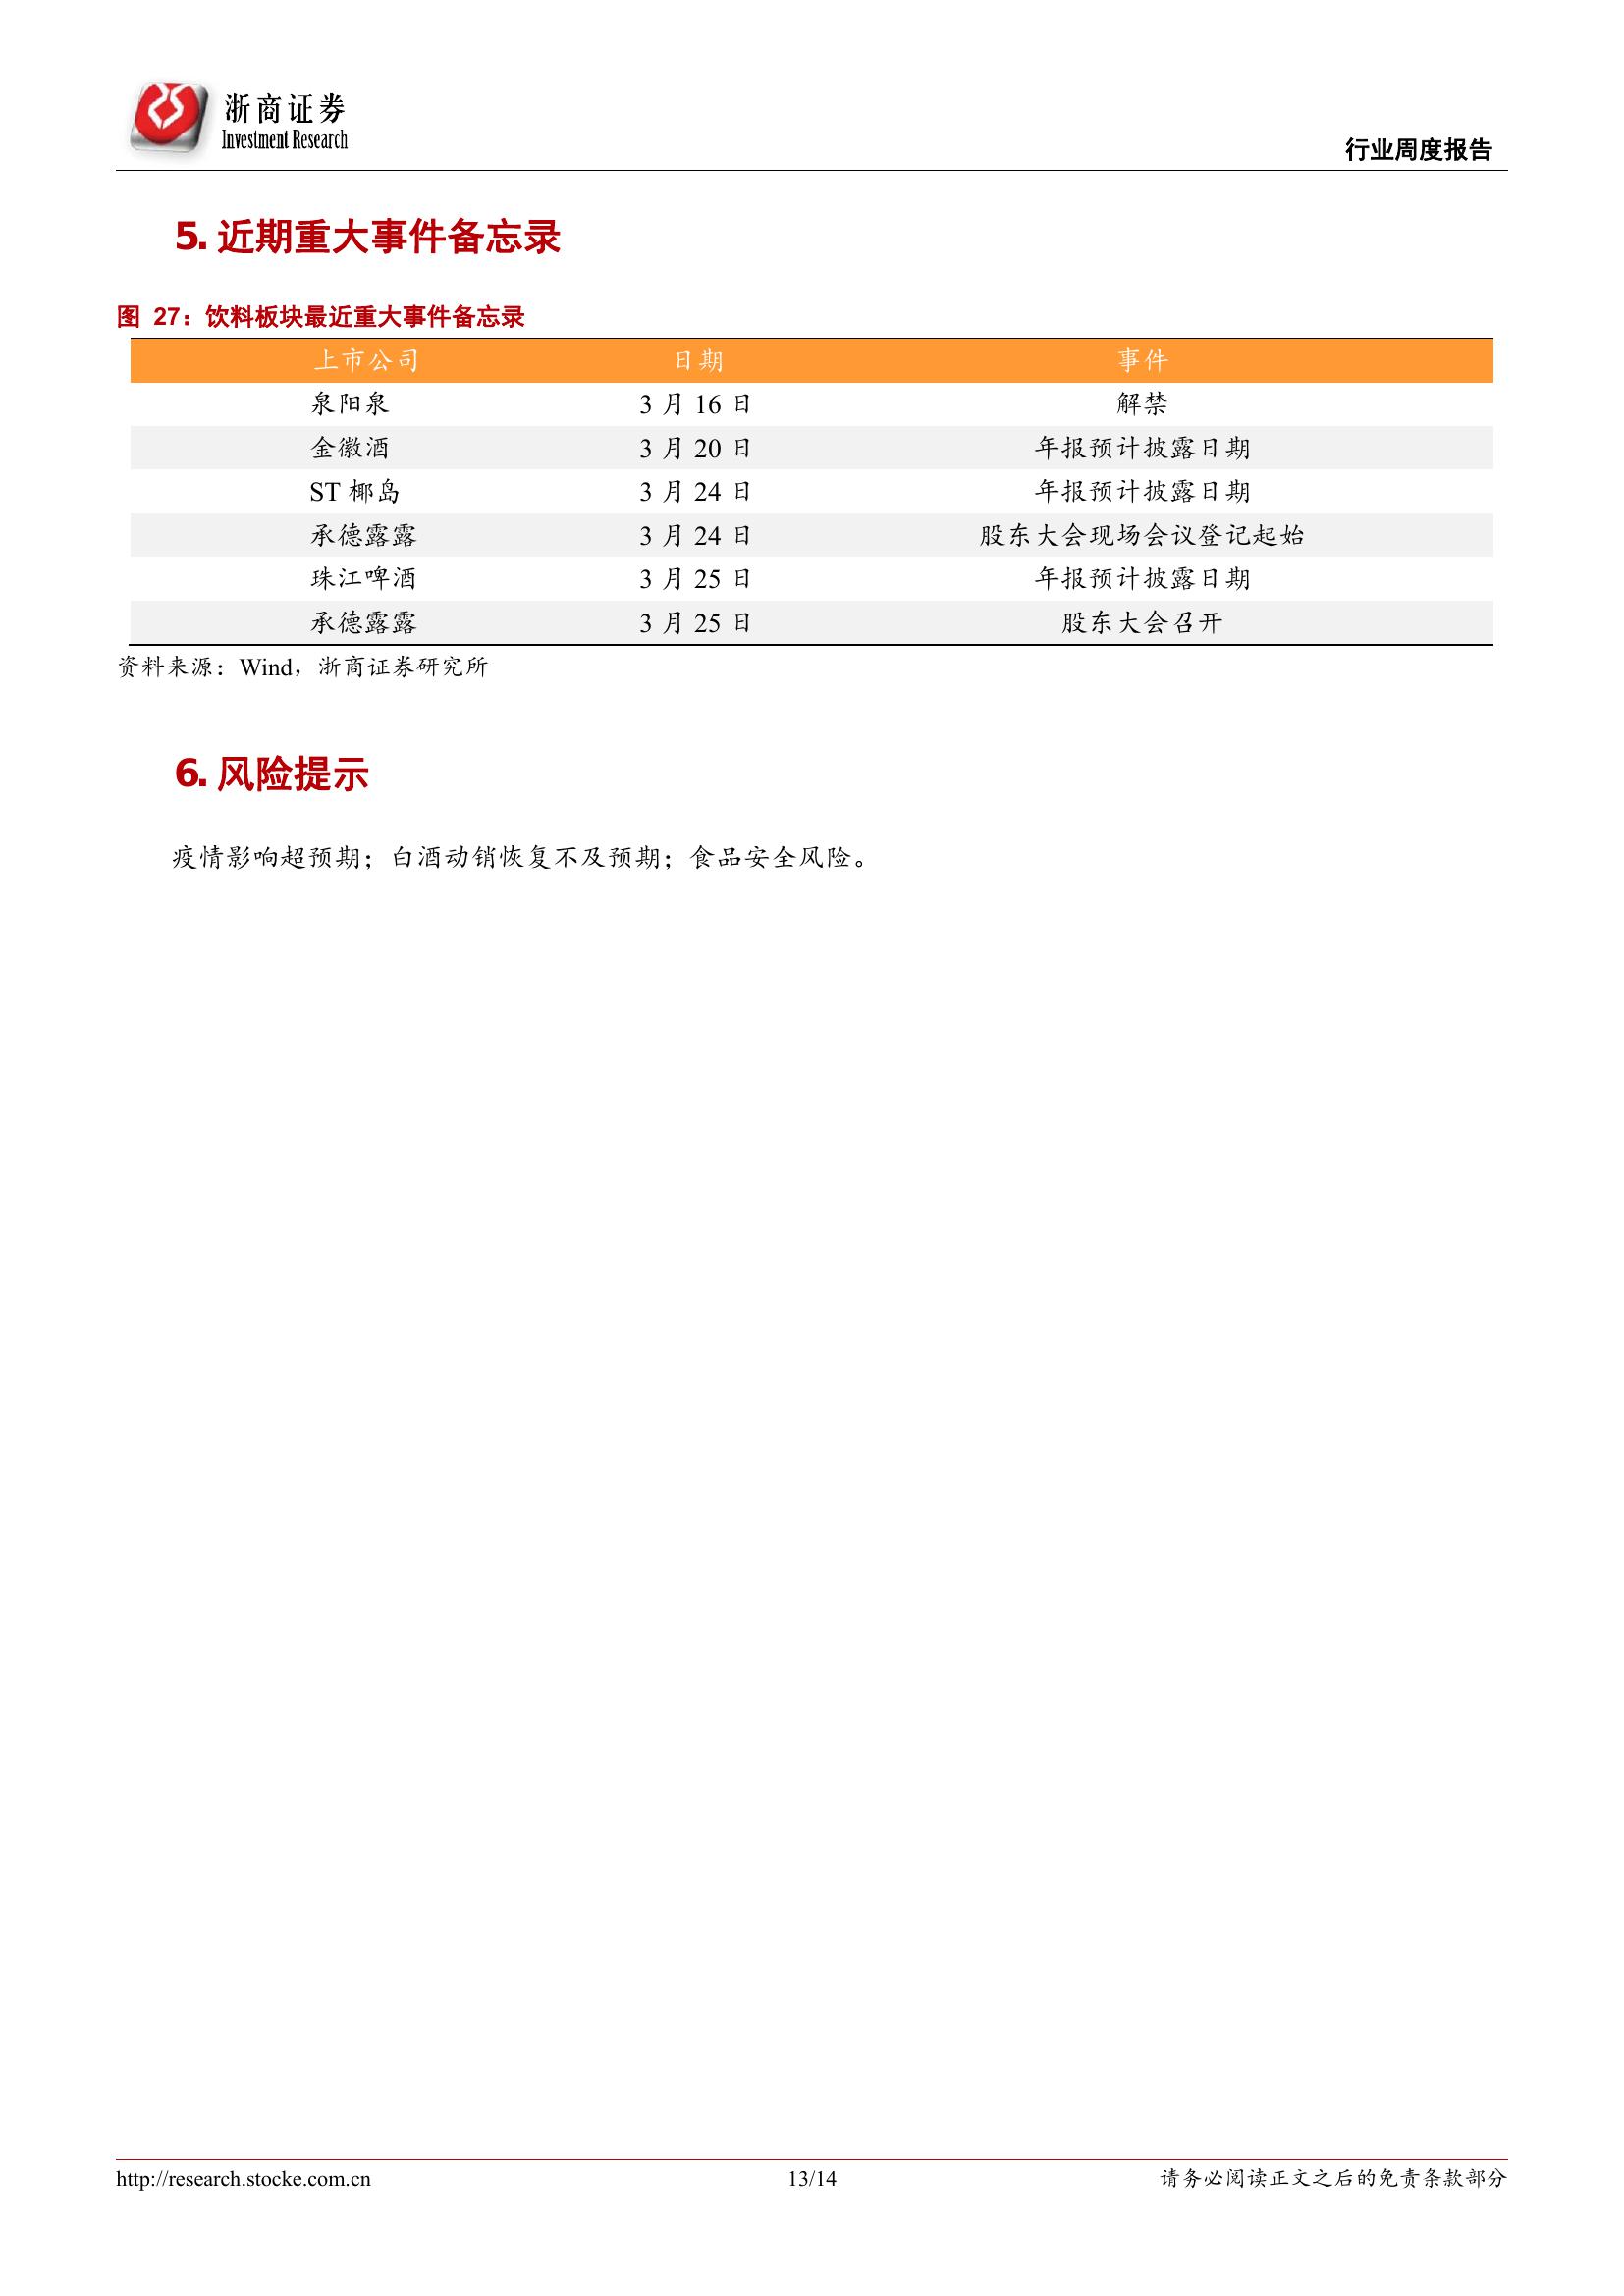 浙商证券
Investment Research
行业周度报告
5. 近期重大事件备忘录
图 27：饮料板块最近重大事件备忘录
上市公司 日期 事件
泉阳泉 3 月 16 日 解禁
金徽酒 3 月 20 日 年报预计披露日期
ST 椰岛 3 月 24 日 年报预计披露日期
承德露露 3 月 24 日 股东大会现场会议登记起始
珠江啤酒 3 月 25 日 年报预计披露日期
承德露露 3 月 25 日 股东大会召开
资料来源：Wind，浙商证券研究所
6. 风险提示
疫情影响超预期；白酒动销恢复不及预期；食品安全风险。
http://research.stocke.com.cn 13/14 请务必阅读正文之后的免责条款部分